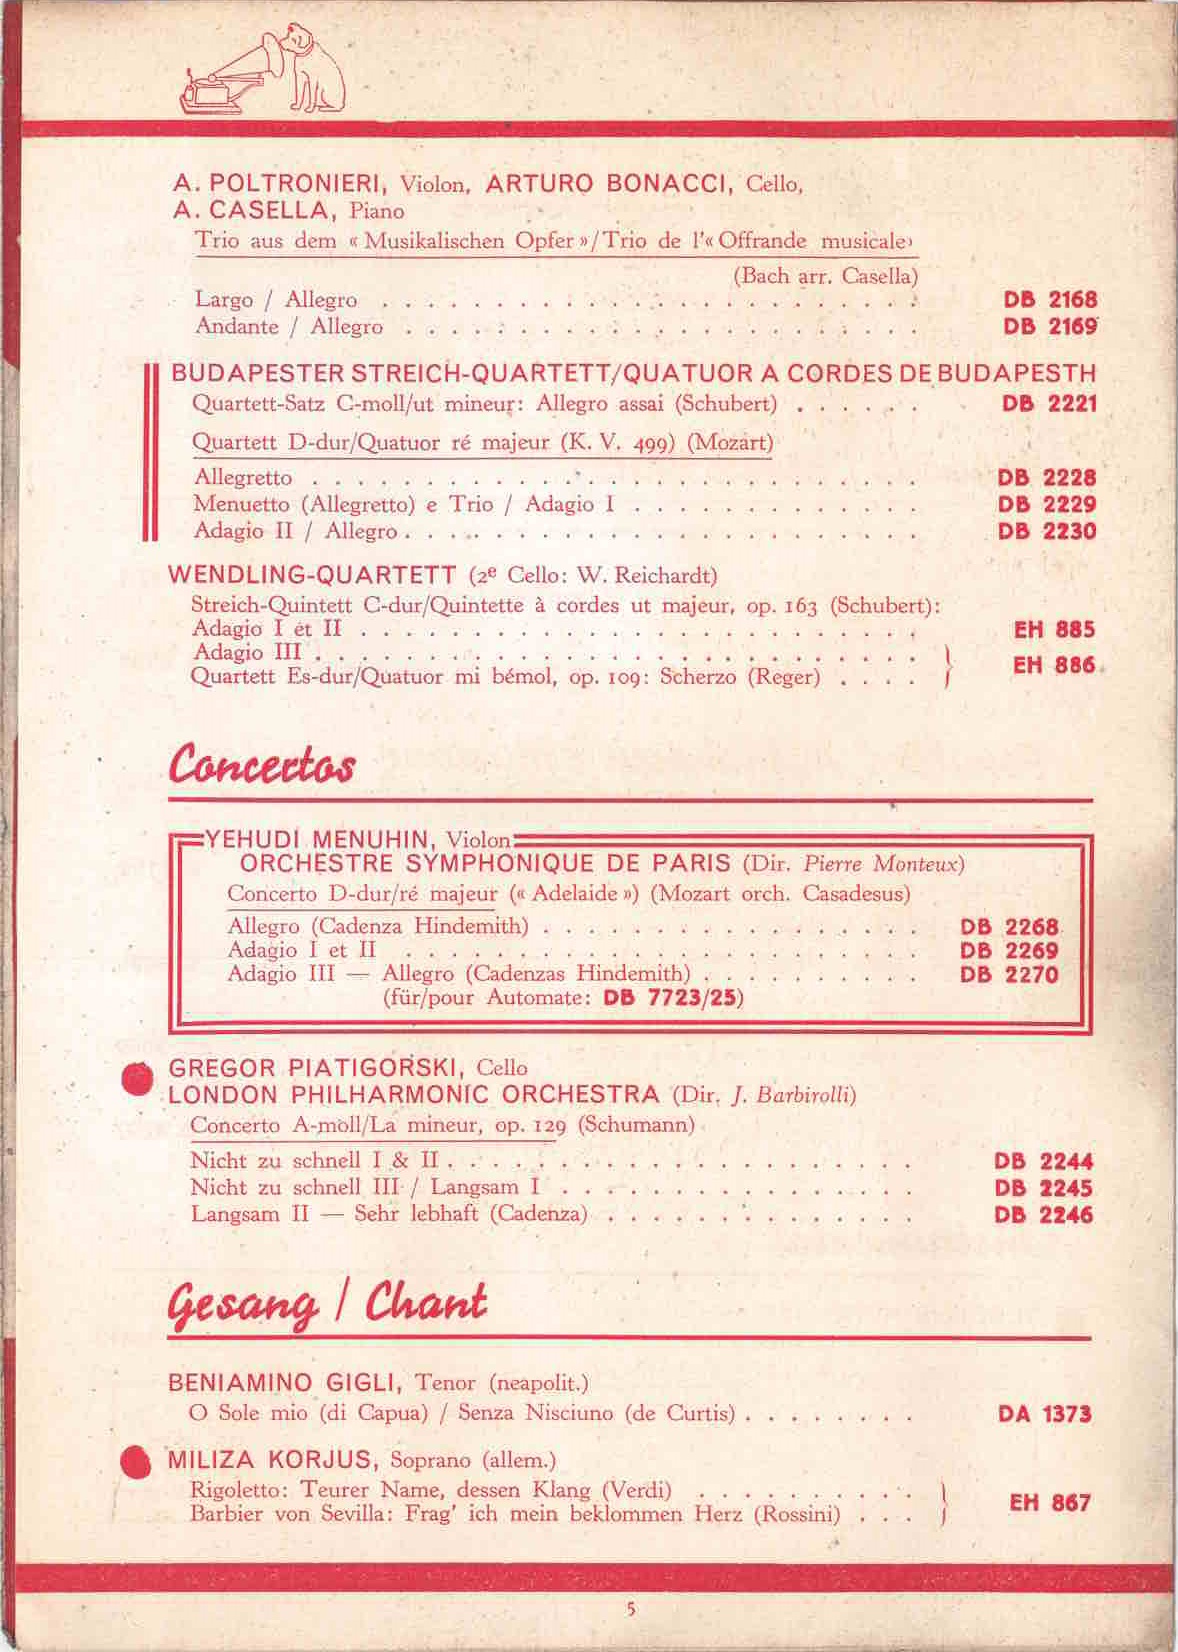 A. POLTRONIERI, Violon, ARTURO BONACCI, Cello,
A. CASELLA, Piano
Trio aus dem « Musikalischen Opfer »/Trio de l'« Offrande musicale›
(Bach arr. Casella)
Largo / Allegro . . . . . . . . . . . . . . . . . . . . . . . . DB 2168
Andante / Allegro . . . . . . . . . . . . . . . . . . . . . . . DB 2169
BUDAPESTER STREICH-QUARTETT/QUATUOR A CORDES DE BUDAPESTH
Quartett-Satz C-moll/ut mineur: Allegro assai (Schubert) . . . . . . DB 2221
Quartett D-dur/Quatuor ré majeur (K. V. 499) (Mozart)
Allegretto . . . . . . . . . . . . . . . . . . . . . . . . . . . DB 2228
Menuetto (Allegretto) e Trio / Adagio I . . . . . . . . . . . . . DB 2229
Adagio II / Allegro . . . . . . . . . . . . . . . . . . . . . . . DB 2230
WENDLING-QUARTETT (2e Cello: W. Reichardt)
Streich-Quintett C-dur/Quintette à cordes ut majeur, op. 163 (Schubert):
Adagio I et II . . . . . . . . . . . . . . . . . . . . . . . . . EH 885
Adagio III . . . . . . . . . . . . . . . . . . . . . . . . . . .
Quartett Es-dur/Quatuor mi bémol, op. 109: Scherzo (Reger) . . . . } EH 886
Concertos
YEHUDI MENUHIN, Violon
ORCHESTRE SYMPHONIQUE DE PARIS (Dir. Pierre Monteux)
Concerto D-dur/ré majeur (« Adelaide ») (Mozart orch. Casadesus)
Allegro (Cadenza Hindemith) . . . . . . . . . . . . . . . . . DB 2268
Adagio I et II . . . . . . . . . . . . . . . . . . . . . . . DB 2269
Adagio III — Allegro (Cadenzas Hindemith) . . . . . . . . . . DB 2270
(für/pour Automate: DB 7723/25)
GREGOR PIATIGORSKI, Cello
LONDON PHILHARMONIC ORCHESTRA (Dir. J. Barbirolli)
Concerto A-moll/La mineur, op. 129 (Schumann)
Nicht zu schnell I & II . . . . . . . . . . . . . . . . . . . . . DB 2244
Nicht zu schnell III / Langsam I . . . . . . . . . . . . . . . . DB 2245
Langsam II — Sehr lebhaft (Cadenza) . . . . . . . . . . . . . . DB 2246
Gesang / Chant
BENIAMINO GIGLI, Tenor (neapolit.)
O Sole mio (di Capua) / Senza Nisciuno (de Curtis) . . . . . . . . DA 1373
MILIZA KORJUS, Soprano (allem.)
Rigoletto: Teurer Name, dessen Klang (Verdi) . . . . . . . . . .
Barbier von Sevilla: Frag' ich mein beklommen Herz (Rossini) . . . } EH 867
5